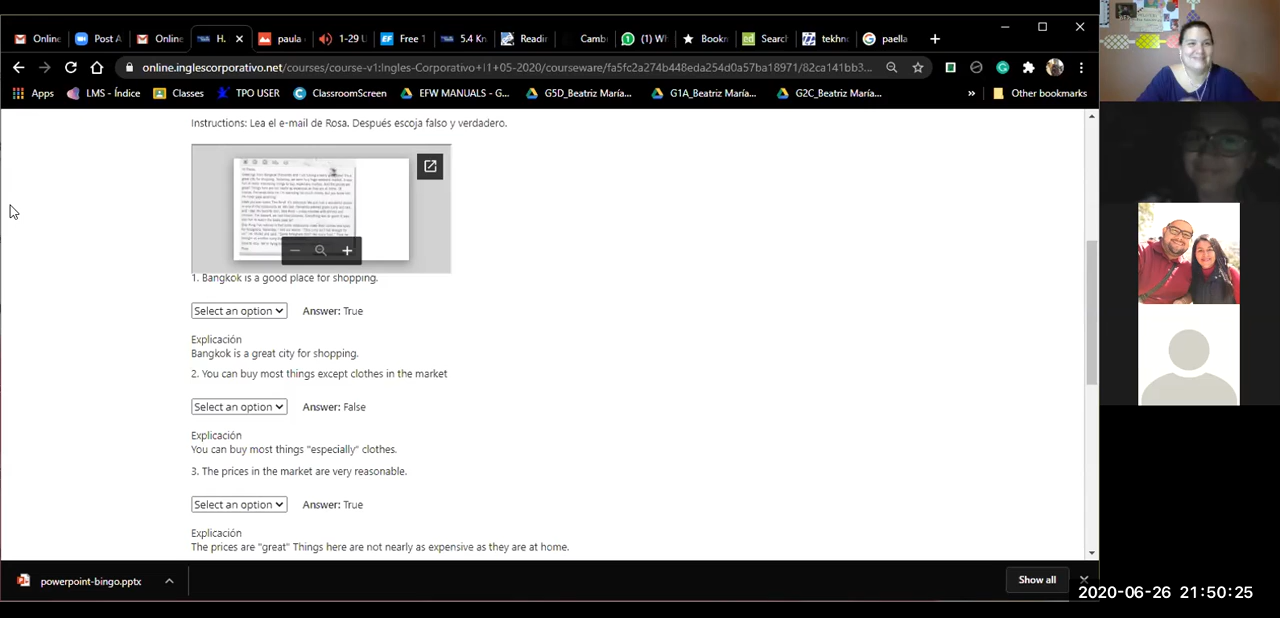 Online
Post A
Online
H.
paula
1-29 U
Free 1
5.4 Kn
Readin
Camb
(1) Wh
Bookn
Search
tekhn
paella
online.inglescorporativo.net/courses/course-v1:Ingles-Corporativo+i1+05-2020/courseware/fa5fc2a274b448eda254d0a57ba18971/82ca141bb3...
Apps LMS - Índice Classes TPO USER ClassroomScreen EFW MANUALS - G... G5D_Beatriz María... G1A_Beatriz María... G2C_Beatriz María... » Other bookmarks
Instructions: Lea el e-mail de Rosa. Después escoja falso y verdadero.
1. Bangkok is a good place for shopping.
Select an option Answer: True
Explicación
Bangkok is a great city for shopping.
2. You can buy most things except clothes in the market
Select an option Answer: False
Explicación
You can buy most things "especially" clothes.
3. The prices in the market are very reasonable.
Select an option Answer: True
Explicación
The prices are "great" Things here are not nearly as expensive as they are at home.
powerpoint-bingo.pptx
Show all
2020-06-26 21:50:25